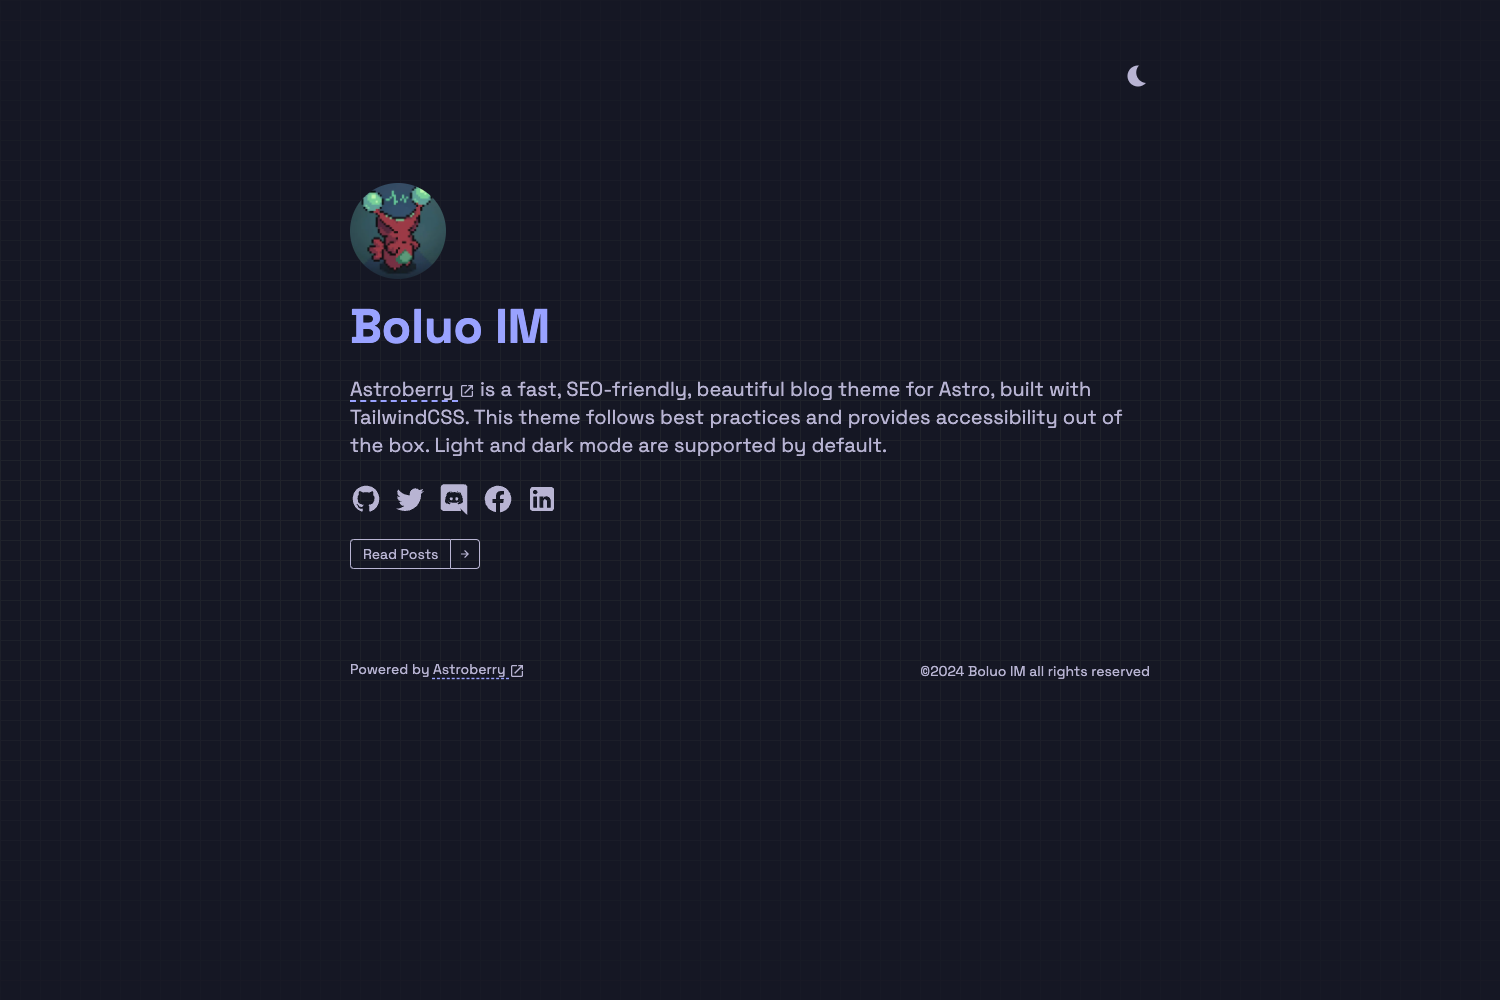 Boluo IM
Astroberry is a fast, SEO-friendly, beautiful blog theme for Astro, built with
TailwindCSS. This theme follows best practices and provides accessibility out of
the box. Light and dark mode are supported by default.
Read Posts →
Powered by Astroberry
©2024 Boluo IM all rights reserved